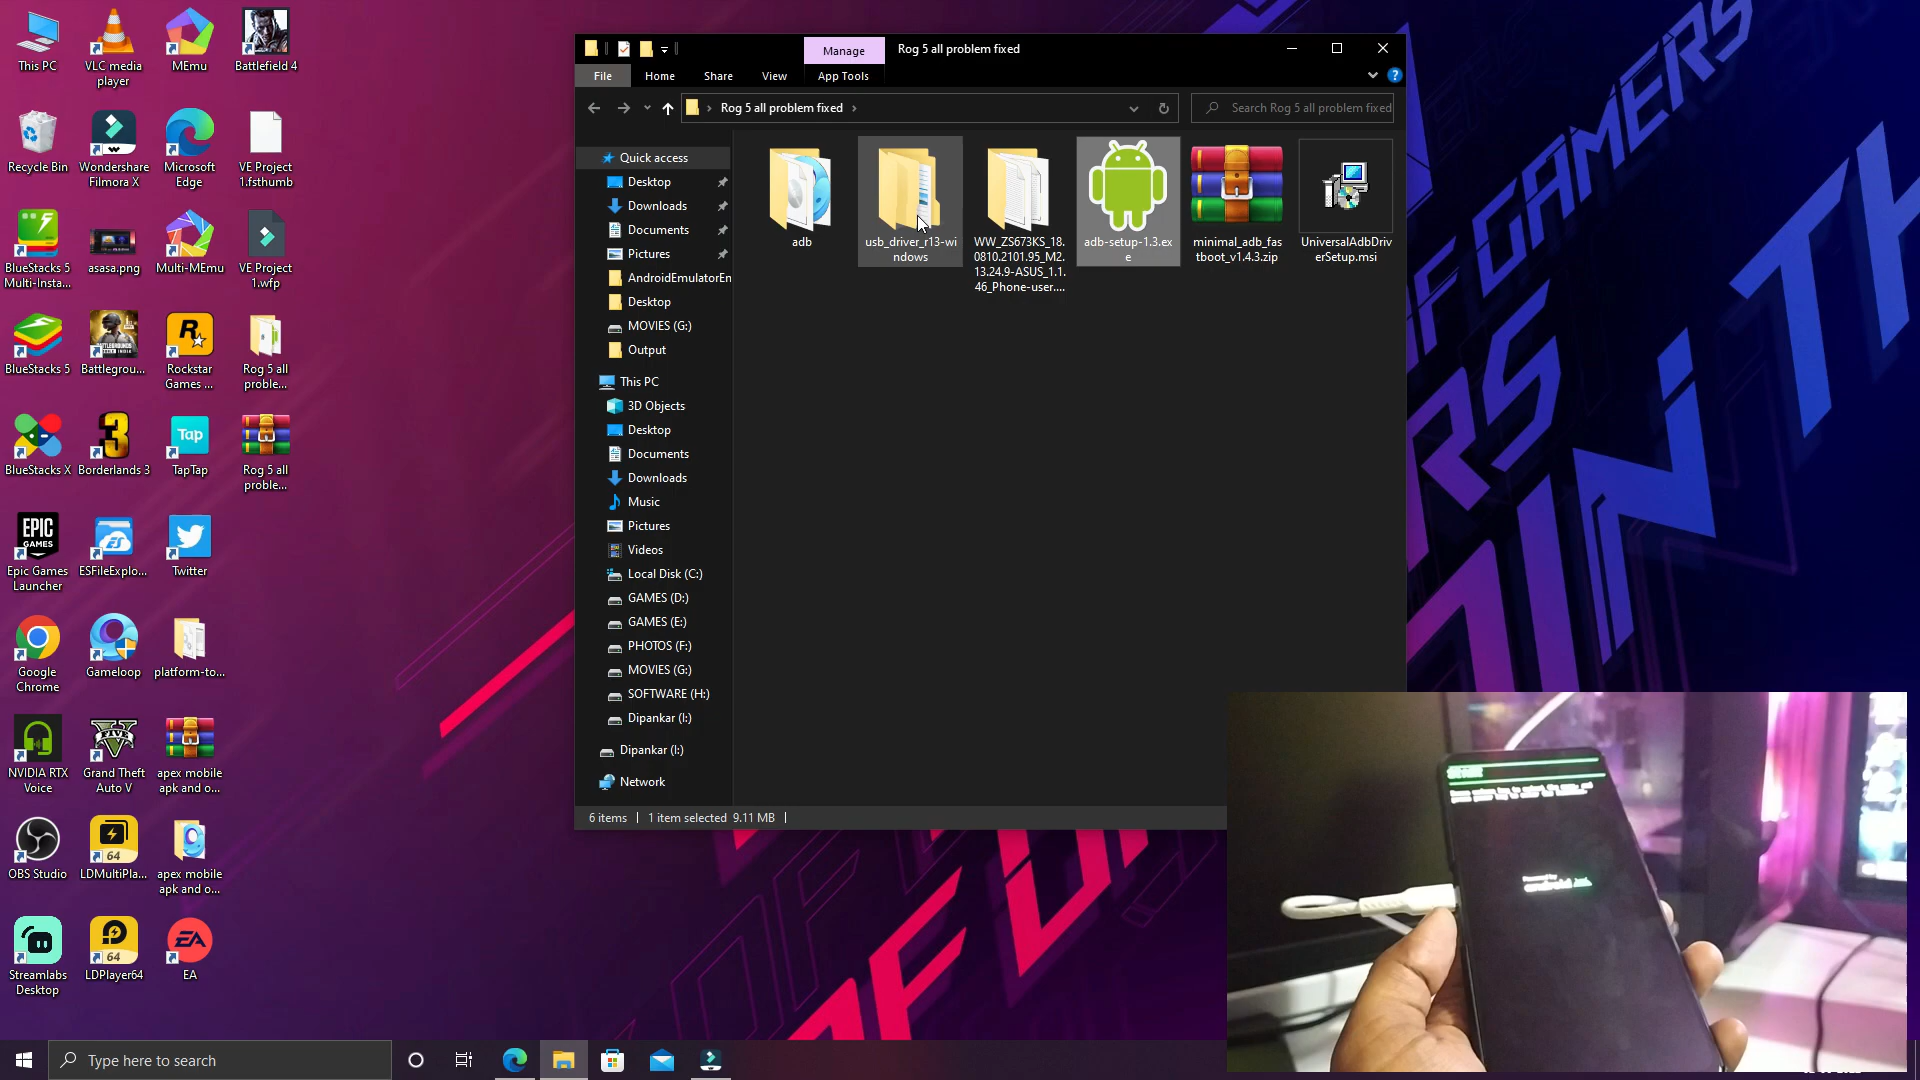 This PC
VLC media
player
MEmu
Battlefield 4
Recycle Bin
Wondershare
Filmora X
Microsoft
Edge
VE Project
1.fsthumb
BlueStacks 5
Multi-Insta...
asasa.png
Multi-MEmu
VE Project
1.wfp
BlueStacks 5
Battlegrou...
Rockstar
Games ...
Rog 5 all
proble...
BlueStacks X
Borderlands 3
TapTap
Rog 5 all
proble...
Epic Games
Launcher
ESFileExplo...
Twitter
Google
Chrome
Gameloop
platform-to...
NVIDIA RTX
Voice
Grand Theft
Auto V
apex mobile
apk and o...
OBS Studio
LDMultiPla...
apex mobile
apk and o...
Streamlabs
Desktop
LDPlayer64
EA
Manage
Rog 5 all problem fixed
File
Home
Share
View
App Tools
Rog 5 all problem fixed
Search Rog 5 all problem fixed
Quick access
Desktop
Downloads
Documents
Pictures
AndroidEmulatorEn
Desktop
MOVIES (G:)
Output
This PC
3D Objects
Desktop
Documents
Downloads
Music
Pictures
Videos
Local Disk (C:)
GAMES (D:)
GAMES (E:)
PHOTOS (F:)
MOVIES (G:)
SOFTWARE (H:)
Dipankar (I:)
Dipankar (I:)
Network
adb
usb_driver_r13-wi
ndows
WW_ZS673KS_18.
0810.2101.95_M2.
13.24.9-ASUS_1.1.
46_Phone-user....
adb-setup-1.3.ex
e
minimal_adb_fas
tboot_v1.4.3.zip
UniversalAdbDriv
erSetup.msi
6 items
1 item selected 9.11 MB
Type here to search